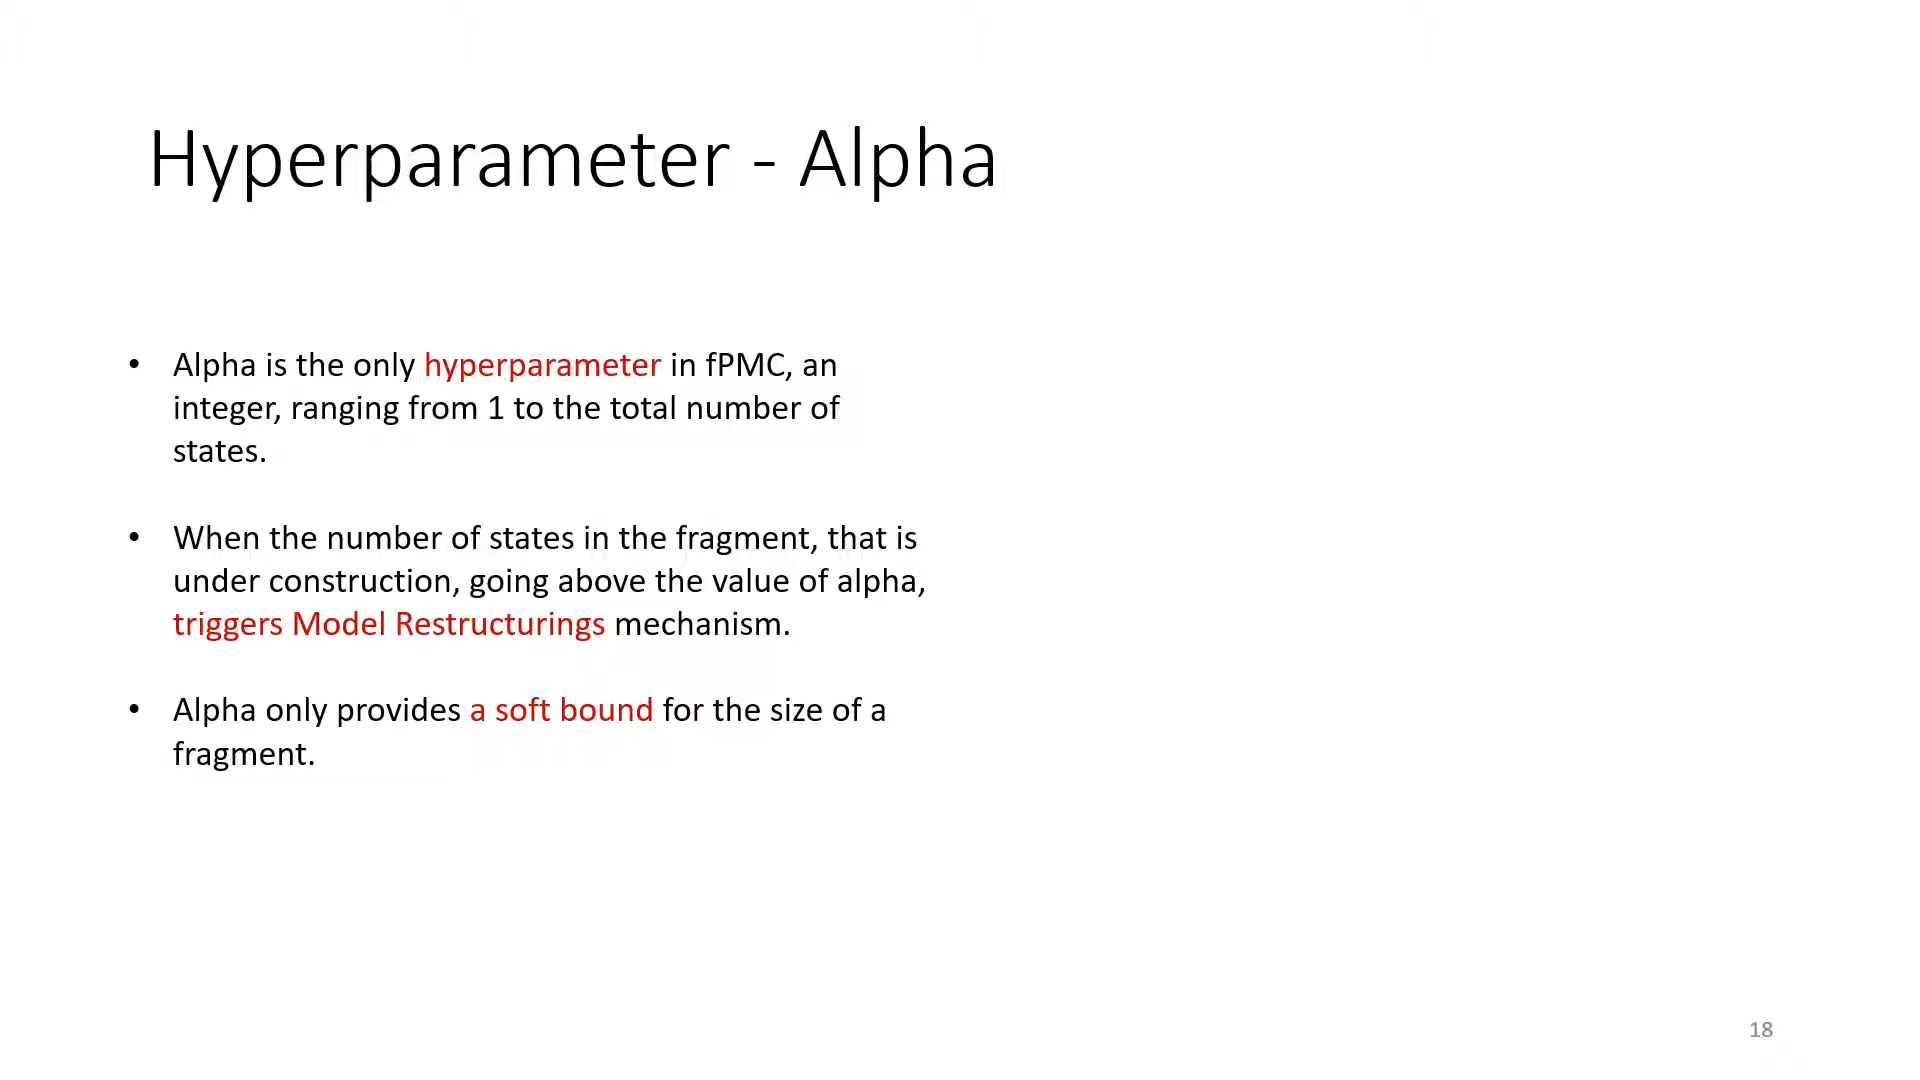 Hyperparameter - Alpha
• Alpha is the only hyperparameter in fPMC, an
integer, ranging from 1 to the total number of
states.
• When the number of states in the fragment, that is
under construction, going above the value of alpha,
triggers Model Restructurings mechanism.
• Alpha only provides a soft bound for the size of a
fragment.
18